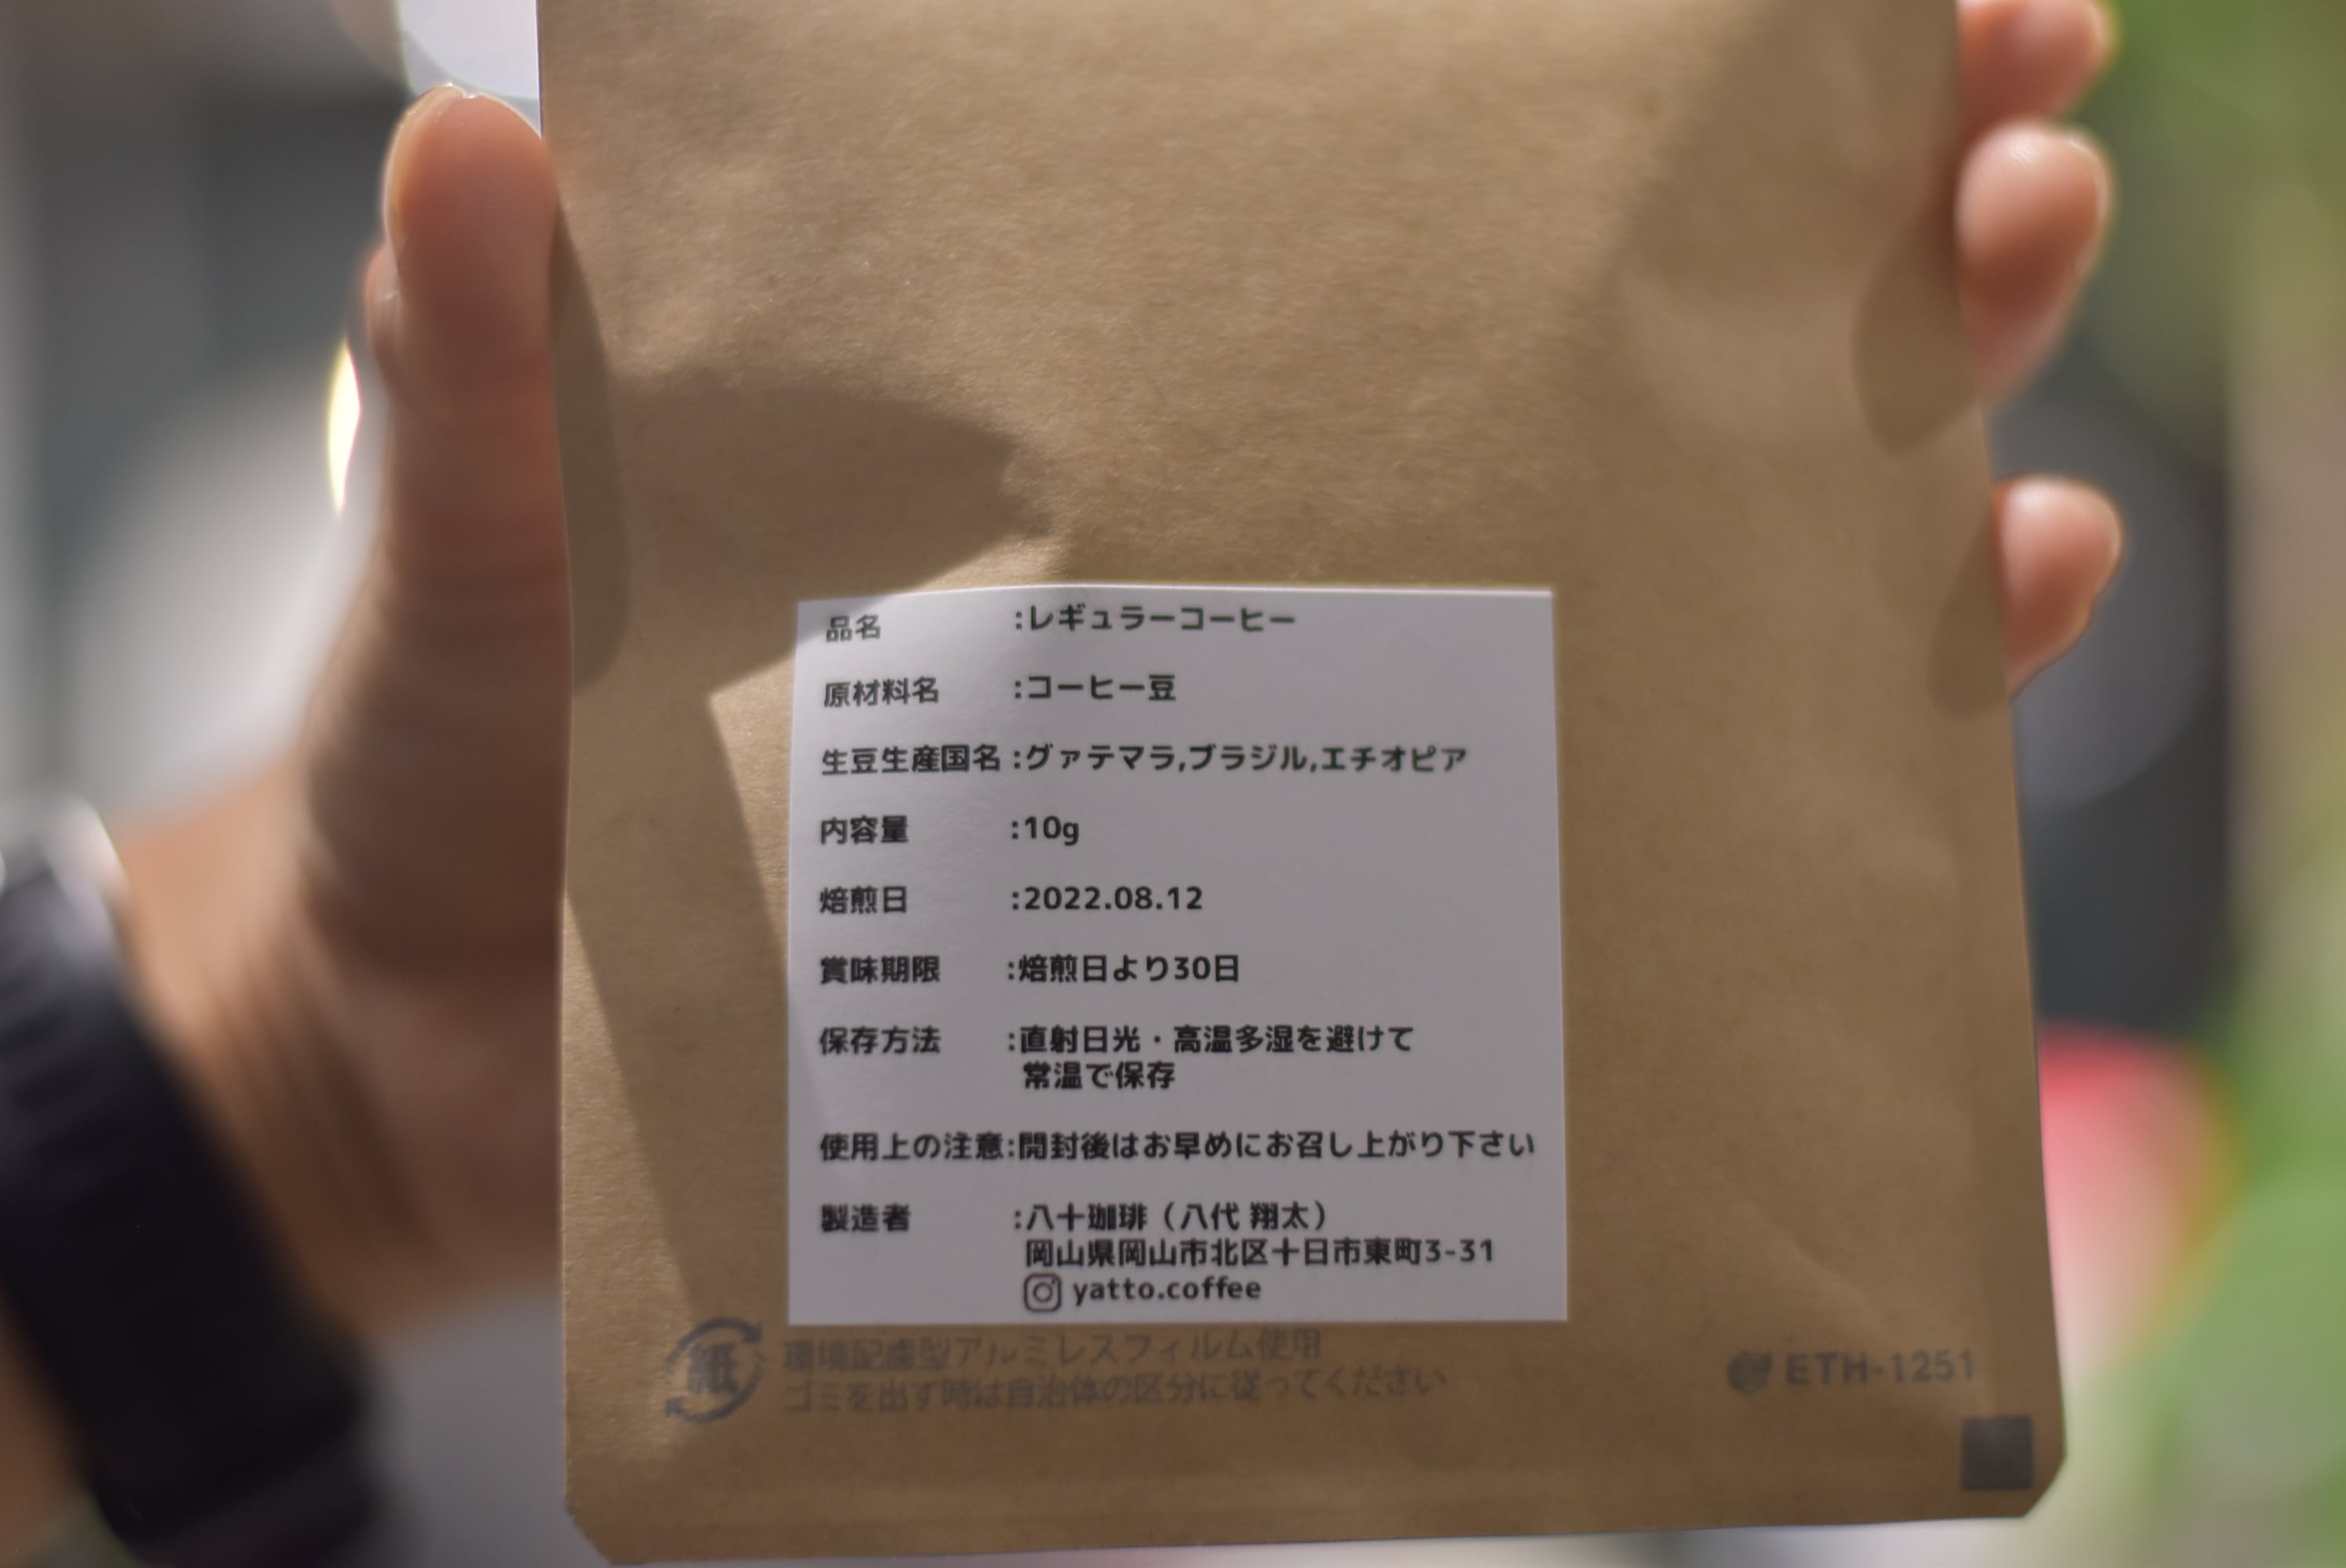 品名 :レギュラーコーヒー
原材料名 :コーヒー豆
生豆生産国名 :グァテマラ,ブラジル,エチオピア
内容量 :10g
焙煎日 :2022.08.12
賞味期限 :焙煎日より30日
保存方法 :直射日光・高温多湿を避けて
常温で保存
使用上の注意:開封後はお早めにお召し上がり下さい
製造者 :八十珈琲（八代 翔太）
岡山県岡山市北区十日市東町3-31
yatto.coffee
紙 環境配慮型アルミレスフィルム使用
ゴミを出す時は自治体の区分に従ってください
ETH-1251